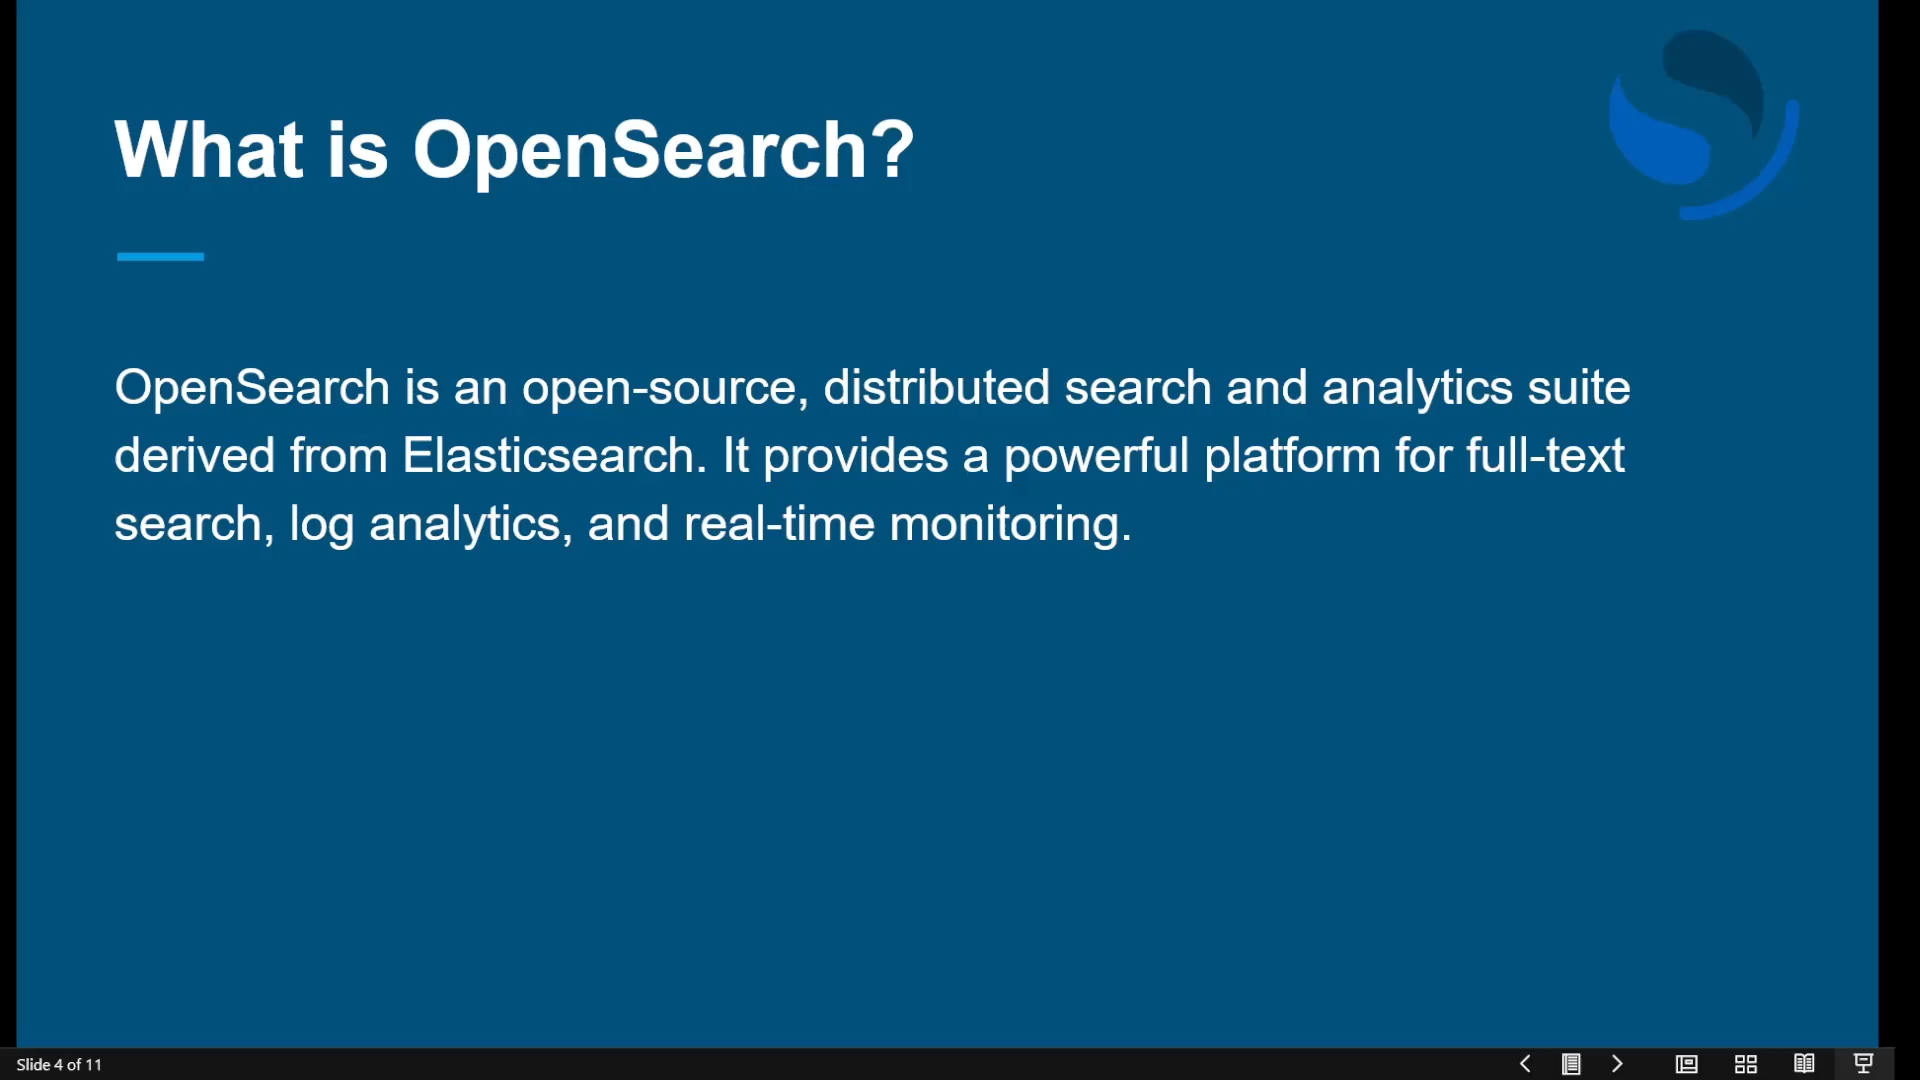 What is OpenSearch?
OpenSearch is an open-source, distributed search and analytics suite
derived from Elasticsearch. It provides a powerful platform for full-text
search, log analytics, and real-time monitoring.
Slide 4 of 11